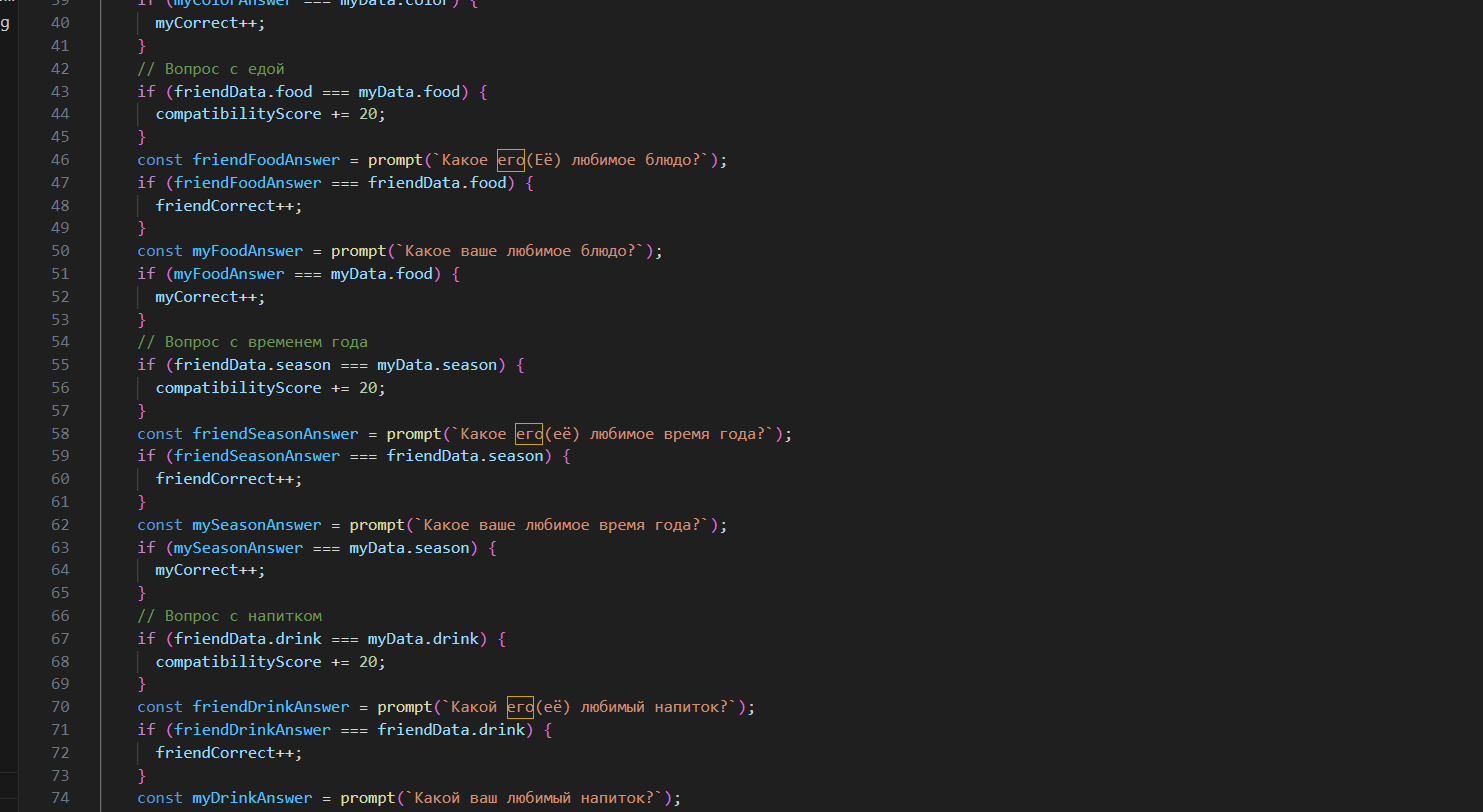 39 if (myColorAnswer === myData.color) {
g
40 myCorrect++;
41 }
42 // Вопрос с едой
43 if (friendData.food === myData.food) {
44 compatibilityScore += 20;
45 }
46 const friendFoodAnswer = prompt(`Какое его(Её) любимое блюдо?`);
47 if (friendFoodAnswer === friendData.food) {
48 friendCorrect++;
49 }
50 const myFoodAnswer = prompt(`Какое ваше любимое блюдо?`);
51 if (myFoodAnswer === myData.food) {
52 myCorrect++;
53 }
54 // Вопрос с временем года
55 if (friendData.season === myData.season) {
56 compatibilityScore += 20;
57 }
58 const friendSeasonAnswer = prompt(`Какое его(её) любимое время года?`);
59 if (friendSeasonAnswer === friendData.season) {
60 friendCorrect++;
61 }
62 const mySeasonAnswer = prompt(`Какое ваше любимое время года?`);
63 if (mySeasonAnswer === myData.season) {
64 myCorrect++;
65 }
66 // Вопрос с напитком
67 if (friendData.drink === myData.drink) {
68 compatibilityScore += 20;
69 }
70 const friendDrinkAnswer = prompt(`Какой его(её) любимый напиток?`);
71 if (friendDrinkAnswer === friendData.drink) {
72 friendCorrect++;
73 }
74 const myDrinkAnswer = prompt(`Какой ваш любимый напиток?`);